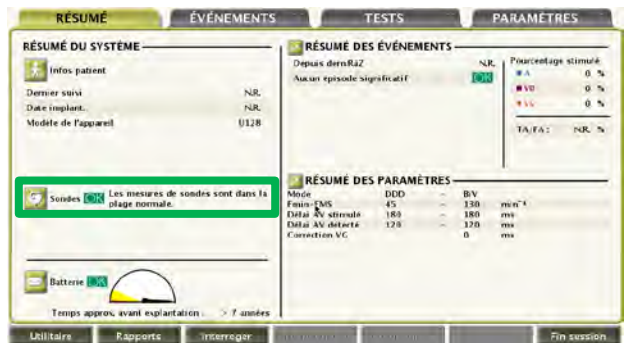 RÉSUMÉ ÉVÉNEMENTS TESTS PARAMÈTRES
RÉSUMÉ DU SYSTÈME
Infos patient
Dernier suivi N.R.
Date implant. N.R.
Modèle de l'appareil U128
Sondes OK Les mesures de sondes sont dans la
plage normale.
Batterie OK
Temps appros. avant explantation : > 7 années
RÉSUMÉ DES ÉVÉNEMENTS
Depuis dern.RàZ N.R.
Aucun épisode significatif OK
Pourcentage stimulé
A 0 %
VD 0 %
VG 0 %
TA/FA : N.R. %
RÉSUMÉ DES PARAMÈTRES
Mode DDD - BiV
Fmin-FMS 45 - 130 min⁻¹
Délai AV stimulé 180 - 180 ms
Délai AV détecté 120 - 120 ms
Correction VG 0 ms
Utilitaire Rapports Interroger Fin session